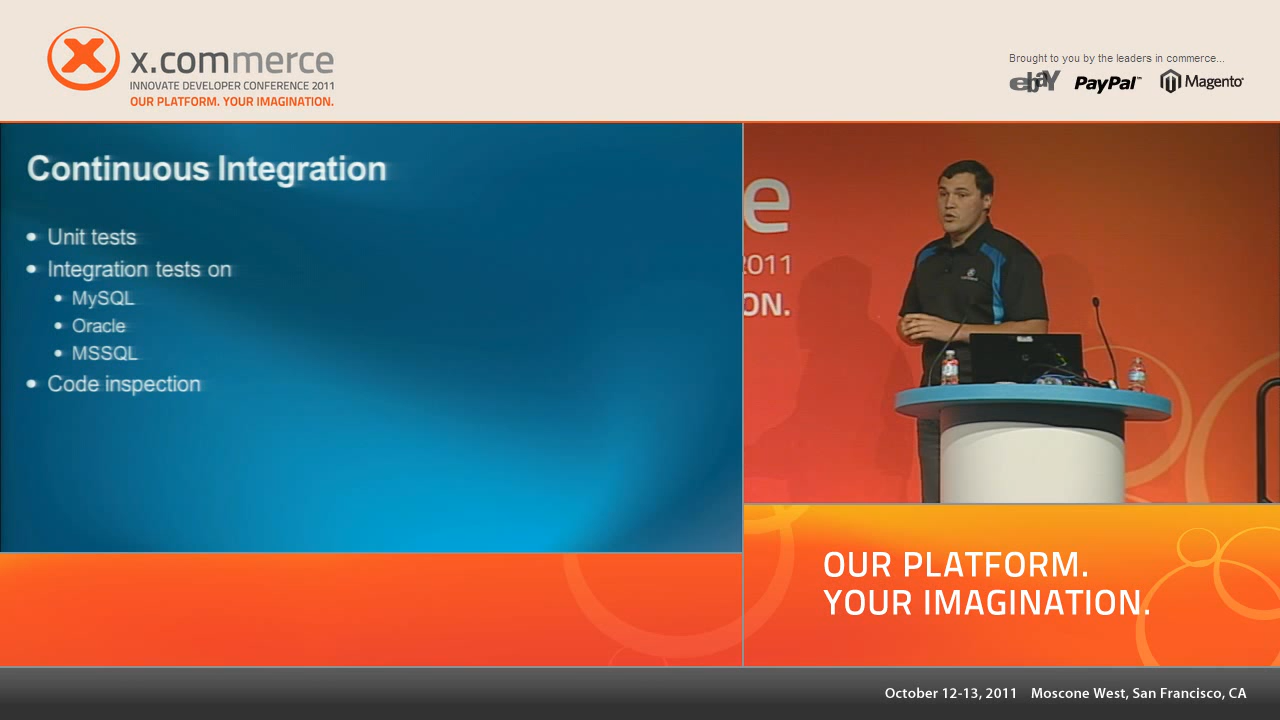 x.commerce
INNOVATE DEVELOPER CONFERENCE 2011
OUR PLATFORM. YOUR IMAGINATION.
Brought to you by the leaders in commerce...
ebaY
PayPal™
Magento®
Continuous Integration
• Unit tests
• Integration tests on
• MySQL
• Oracle
• MSSQL
• Code inspection
e
2011
ON.
OUR PLATFORM.
YOUR IMAGINATION.
October 12-13, 2011 Moscone West, San Francisco, CA